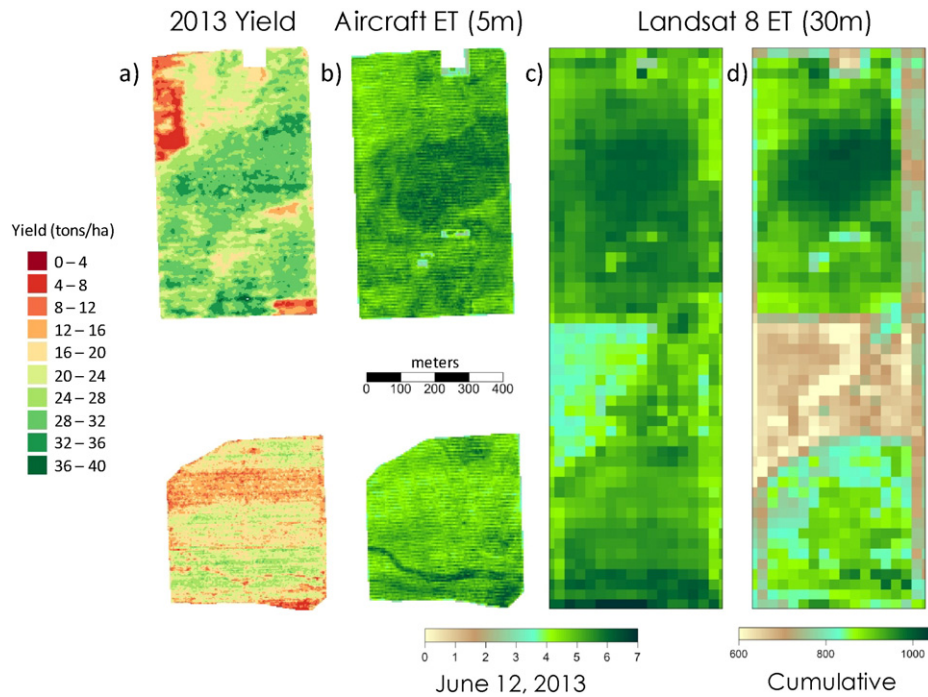 2013 Yield
Aircraft ET (5m)
Landsat 8 ET (30m)
a)
b)
c)
d)
Yield (tons/ha)
0 – 4
4 – 8
8 – 12
12 – 16
16 – 20
20 – 24
24 – 28
28 – 32
32 – 36
36 – 40
meters
0 100 200 300 400
0 1 2 3 4 5 6 7
June 12, 2013
600 800 1000
Cumulative